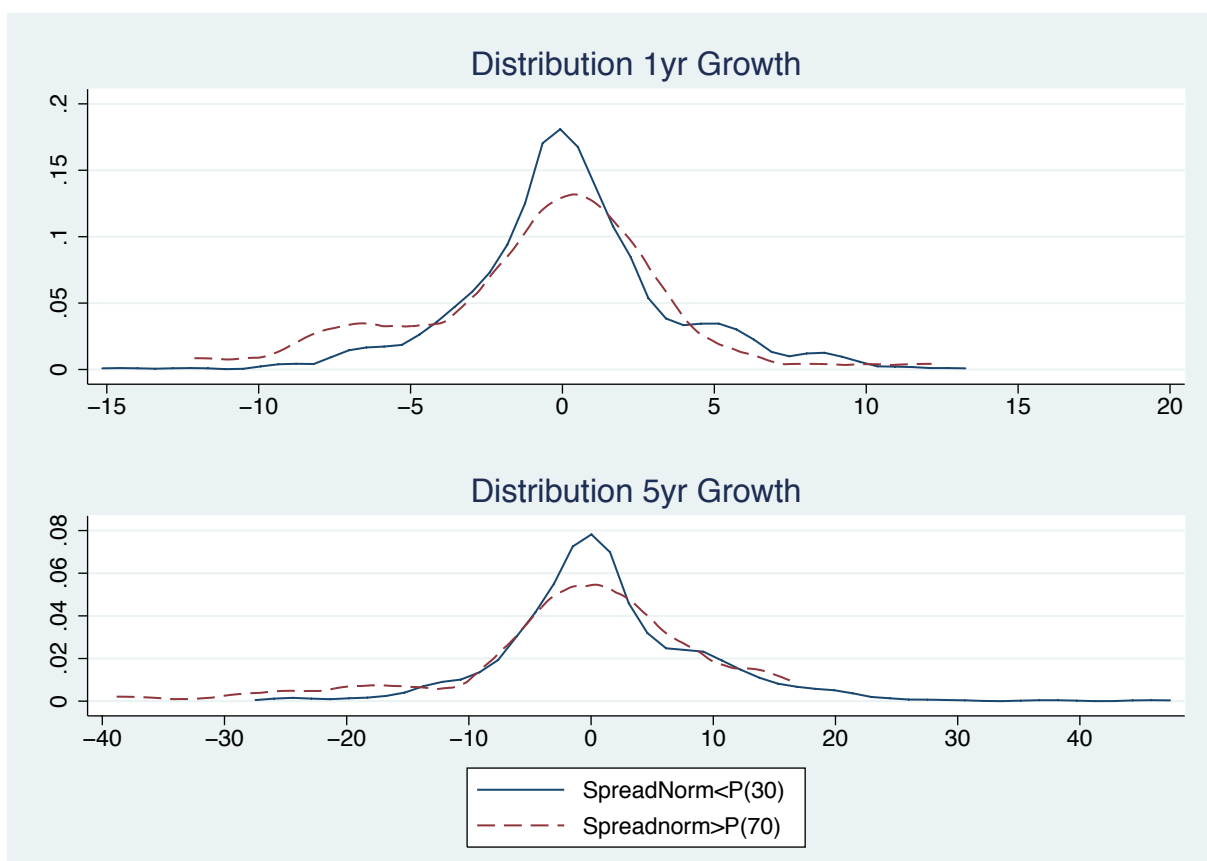 Distribution 1yr Growth
.2
.15
.1
.05
0
−15 −10 −5 0 5 10 15 20
Distribution 5yr Growth
.08
.06
.04
.02
0
−40 −30 −20 −10 0 10 20 30 40
SpreadNorm<P(30)
Spreadnorm>P(70)